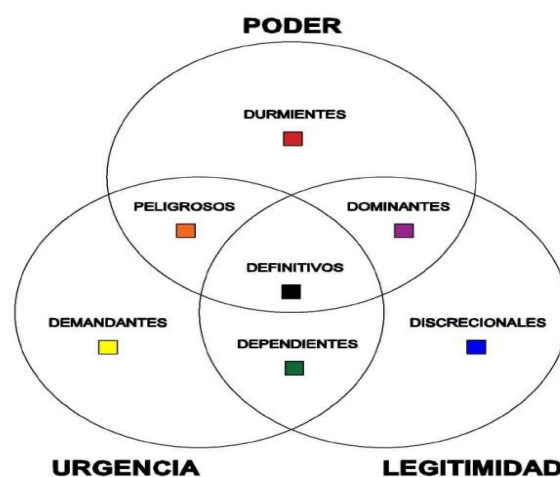 PODER
DURMIENTES
PELIGROSOS
DOMINANTES
DEFINITIVOS
DEMANDANTES
DISCRECIONALES
DEPENDIENTES
URGENCIA
LEGITIMIDAD